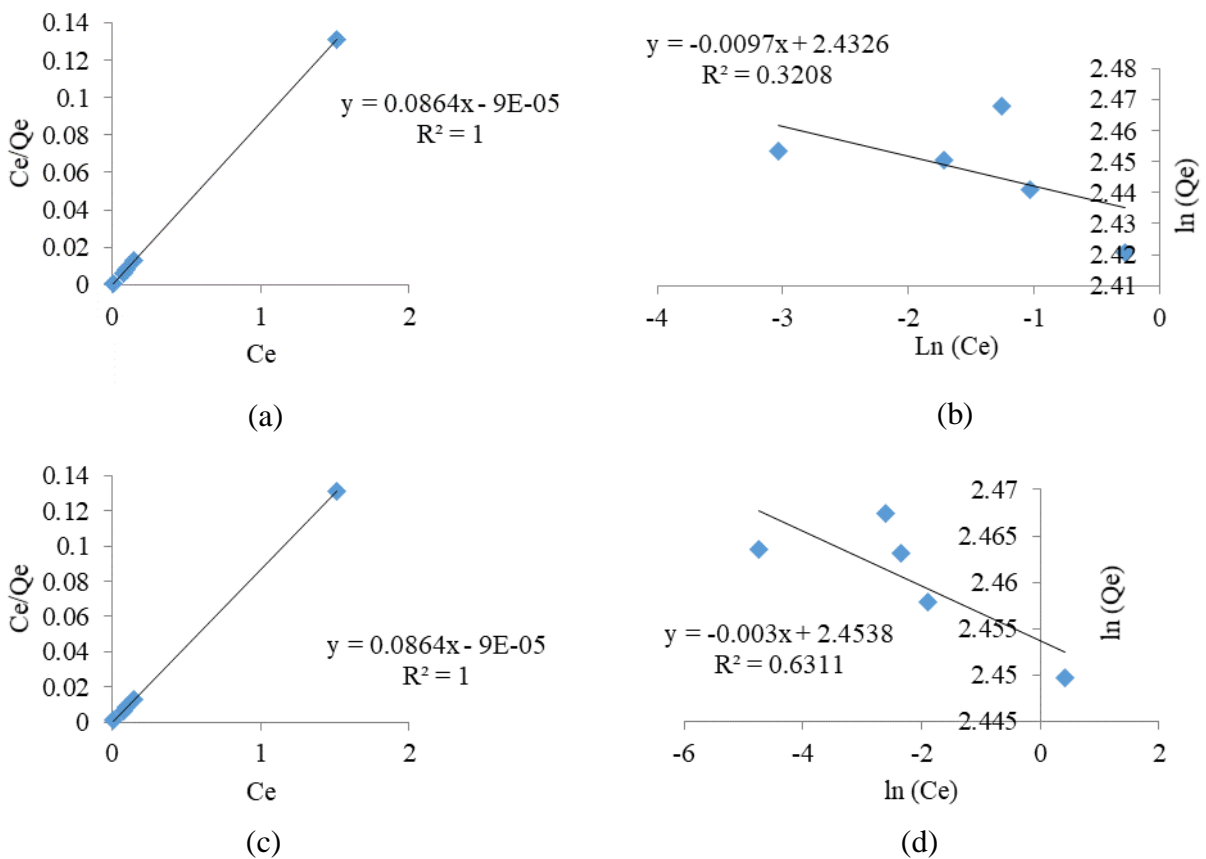 0.14
0.12
0.1
0.08
0.06
0.04
0.02
0
Ce/Qe
y = 0.0864x - 9E-05
R² = 1
0 1 2
Ce
(a)
y = -0.0097x + 2.4326
R² = 0.3208
2.48
2.47
2.46
2.45
2.44
2.43
2.42
2.41
ln (Qe)
-4 -3 -2 -1 0
Ln (Ce)
(b)
0.14
0.12
0.1
0.08
0.06
0.04
0.02
0
Ce/Qe
y = 0.0864x - 9E-05
R² = 1
0 1 2
Ce
(c)
2.47
2.465
2.46
2.455
2.45
2.445
ln (Qe)
y = -0.003x + 2.4538
R² = 0.6311
-6 -4 -2 0 2
ln (Ce)
(d)